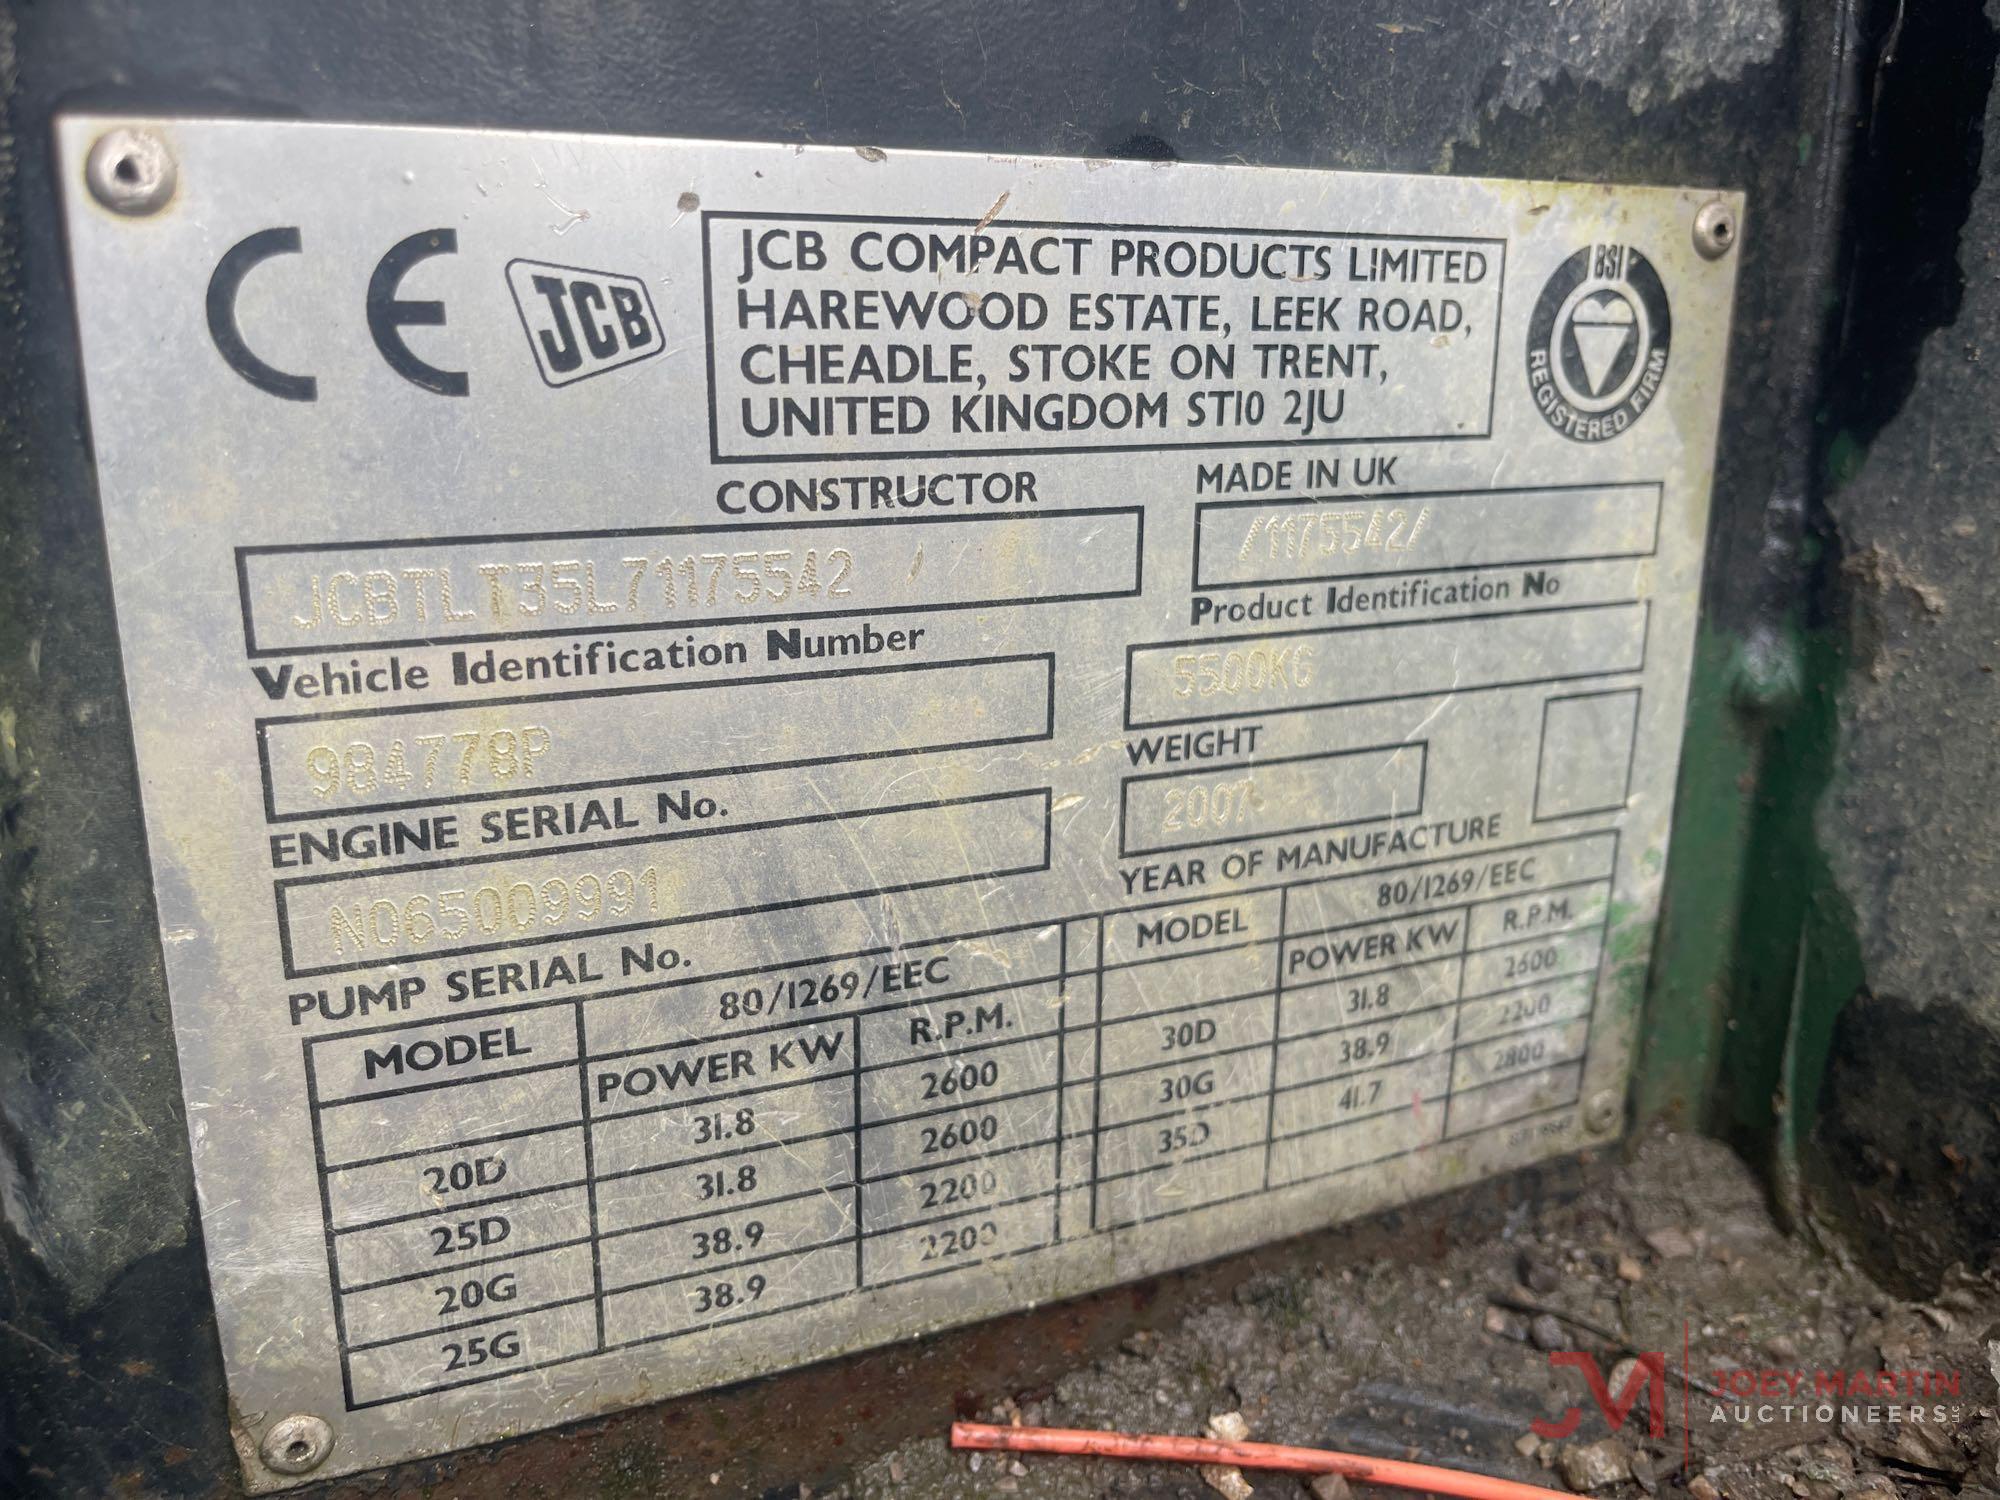 CE
JCB
JCB COMPACT PRODUCTS LIMITED
HAREWOOD ESTATE, LEEK ROAD,
CHEADLE, STOKE ON TRENT,
UNITED KINGDOM ST10 2JU
BSI
REGISTERED FIRM
CONSTRUCTOR
MADE IN UK
JCBTLT35L71175542
Vehicle Identification Number
/1175542/
Product Identification No
984778P
ENGINE SERIAL No.
5500KG
WEIGHT
N065009991
PUMP SERIAL No.
2007
YEAR OF MANUFACTURE
MODEL 80/1269/EEC
POWER KW R.P.M.
20D 31.8 2600
25D 31.8 2600
20G 38.9 2200
25G 38.9 2200
MODEL 80/1269/EEC
POWER KW R.P.M.
30D 31.8 2600
30G 38.9 2200
35D 41.7 2800
JM
JOEY MARTIN
AUCTIONEERS LLC